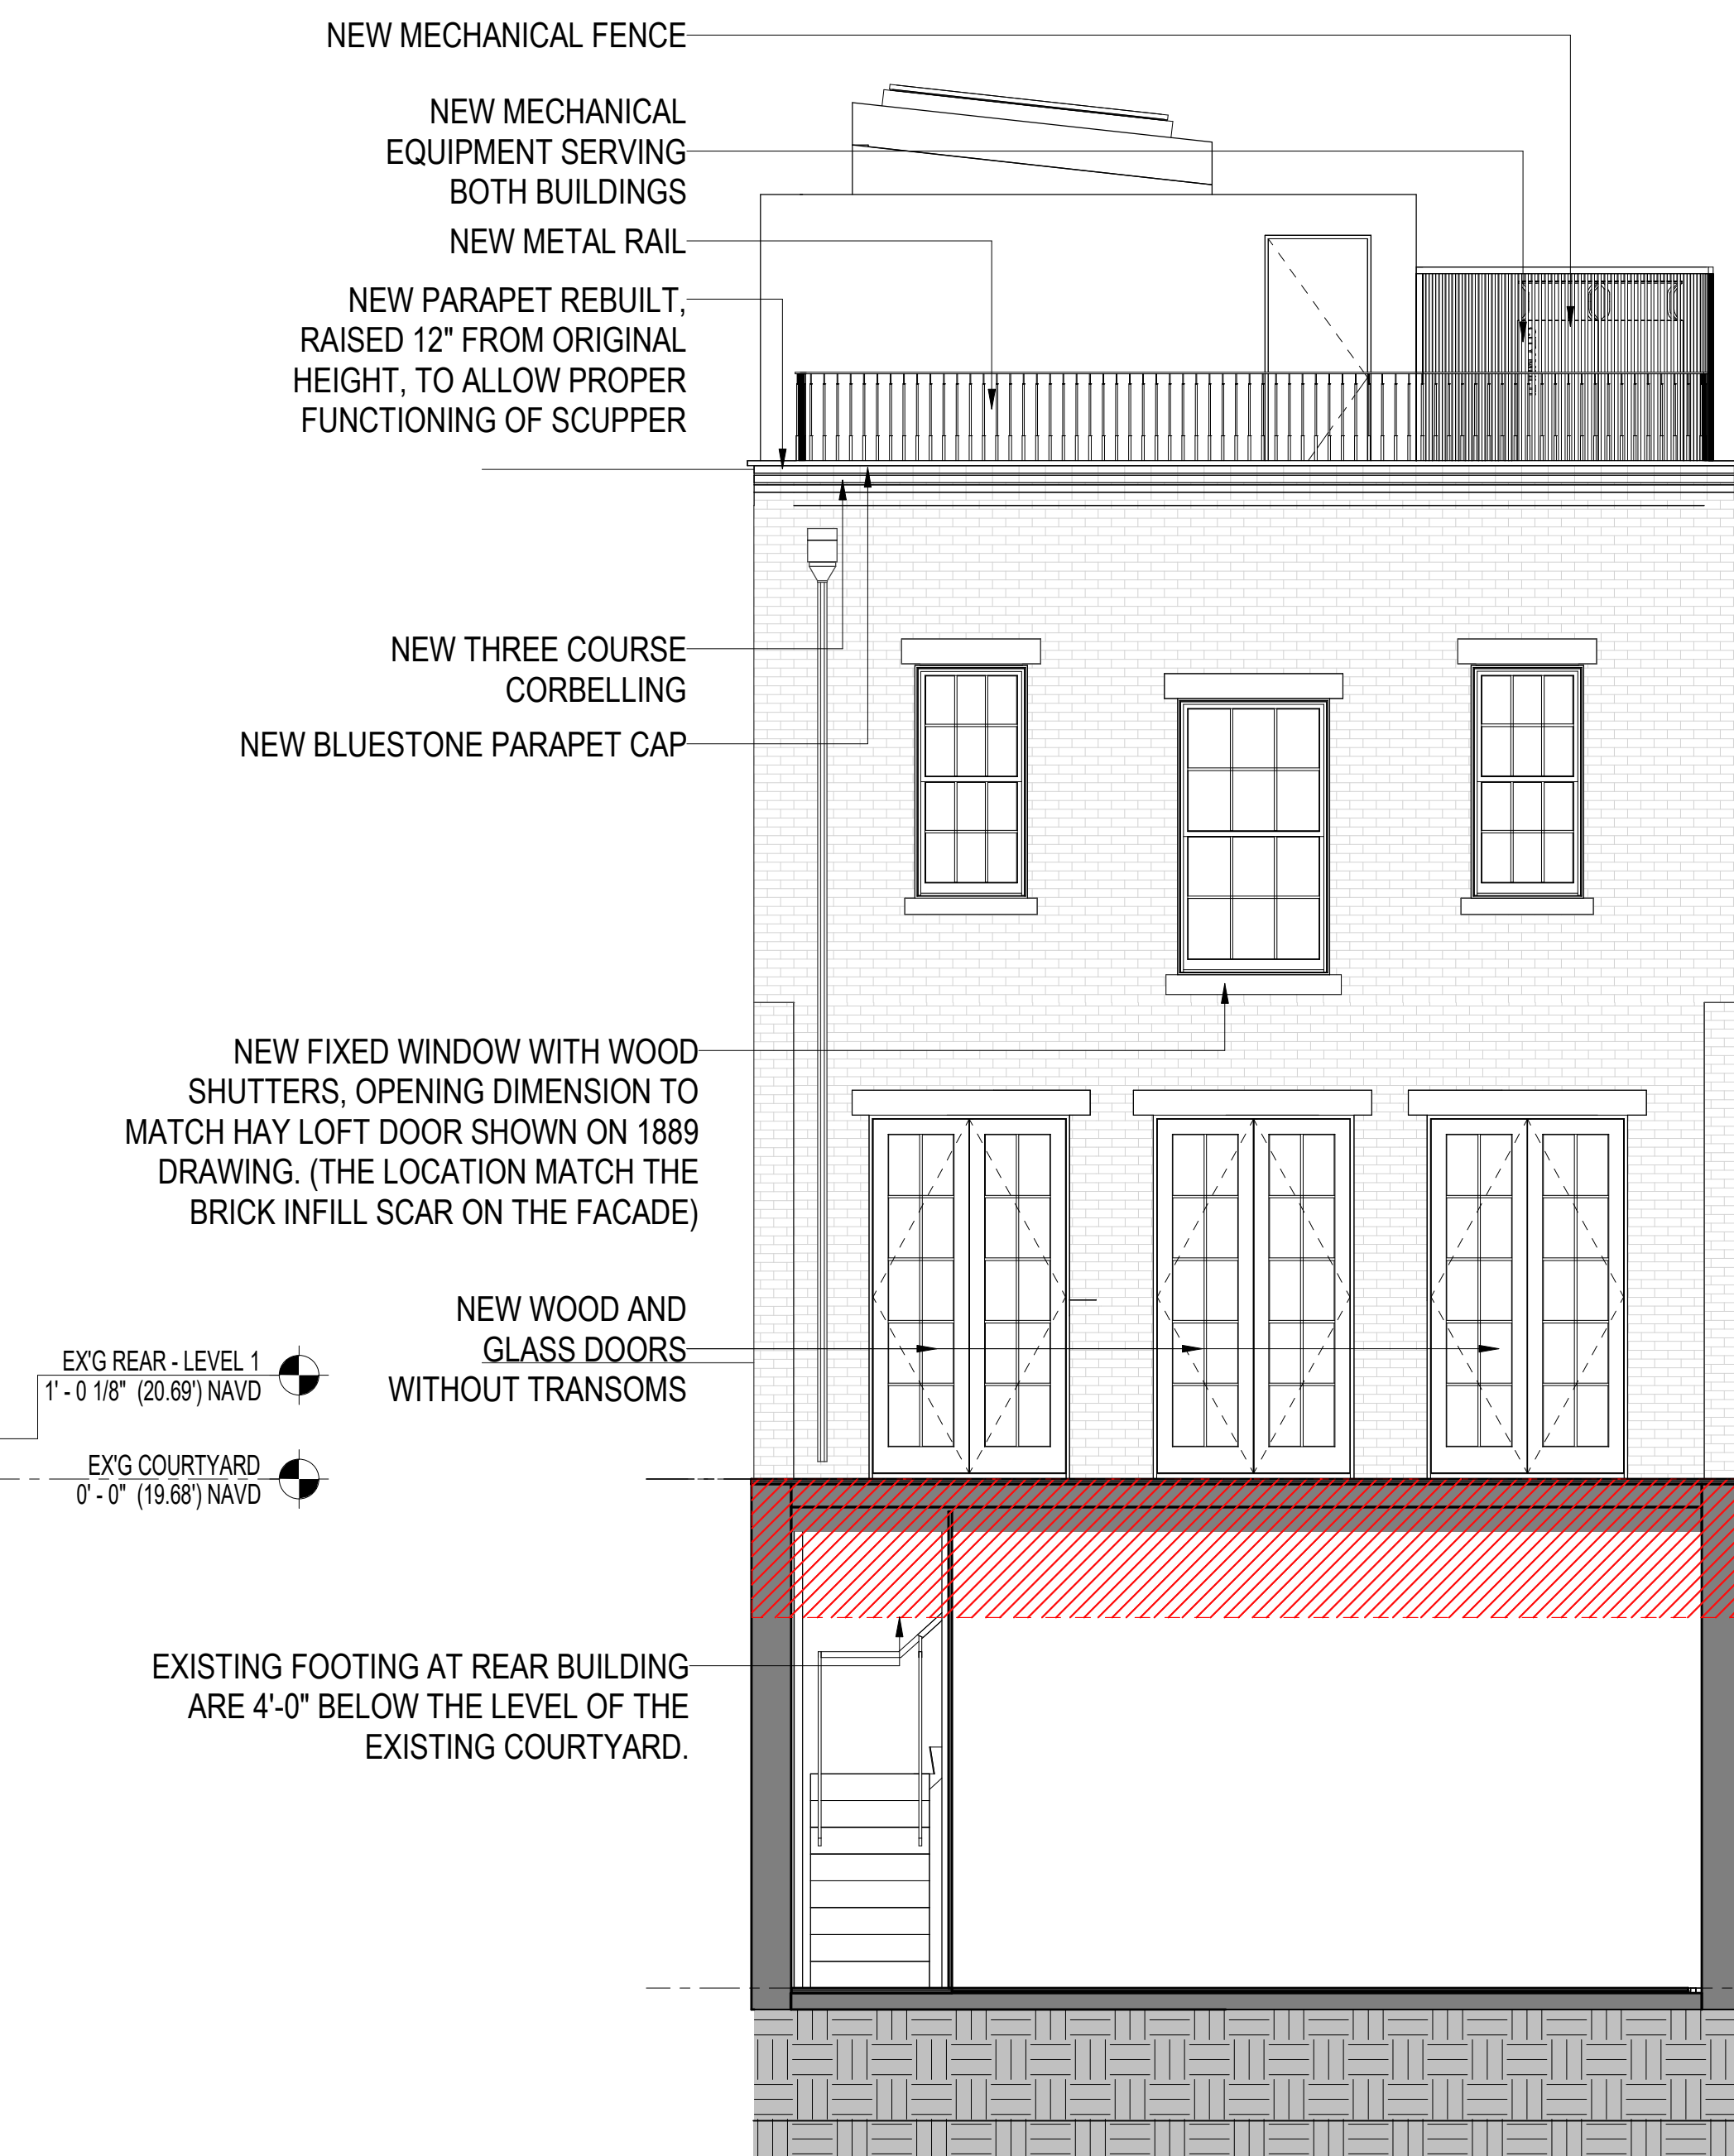 NEW MECHANICAL FENCE
NEW MECHANICAL
EQUIPMENT SERVING
BOTH BUILDINGS
NEW METAL RAIL
NEW PARAPET REBUILT,
RAISED 12" FROM ORIGINAL
HEIGHT, TO ALLOW PROPER
FUNCTIONING OF SCUPPER
NEW THREE COURSE
CORBELLING
NEW BLUESTONE PARAPET CAP
NEW FIXED WINDOW WITH WOOD
SHUTTERS, OPENING DIMENSION TO
MATCH HAY LOFT DOOR SHOWN ON 1889
DRAWING. (THE LOCATION MATCH THE
BRICK INFILL SCAR ON THE FACADE)
NEW WOOD AND
GLASS DOORS
WITHOUT TRANSOMS
EX'G REAR - LEVEL 1
1' - 0 1/8" (20.69') NAVD
EX'G COURTYARD
0' - 0" (19.68') NAVD
EXISTING FOOTING AT REAR BUILDING
ARE 4'-0" BELOW THE LEVEL OF THE
EXISTING COURTYARD.